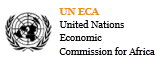 UN ECA
United Nations
Economic
Commission for Africa